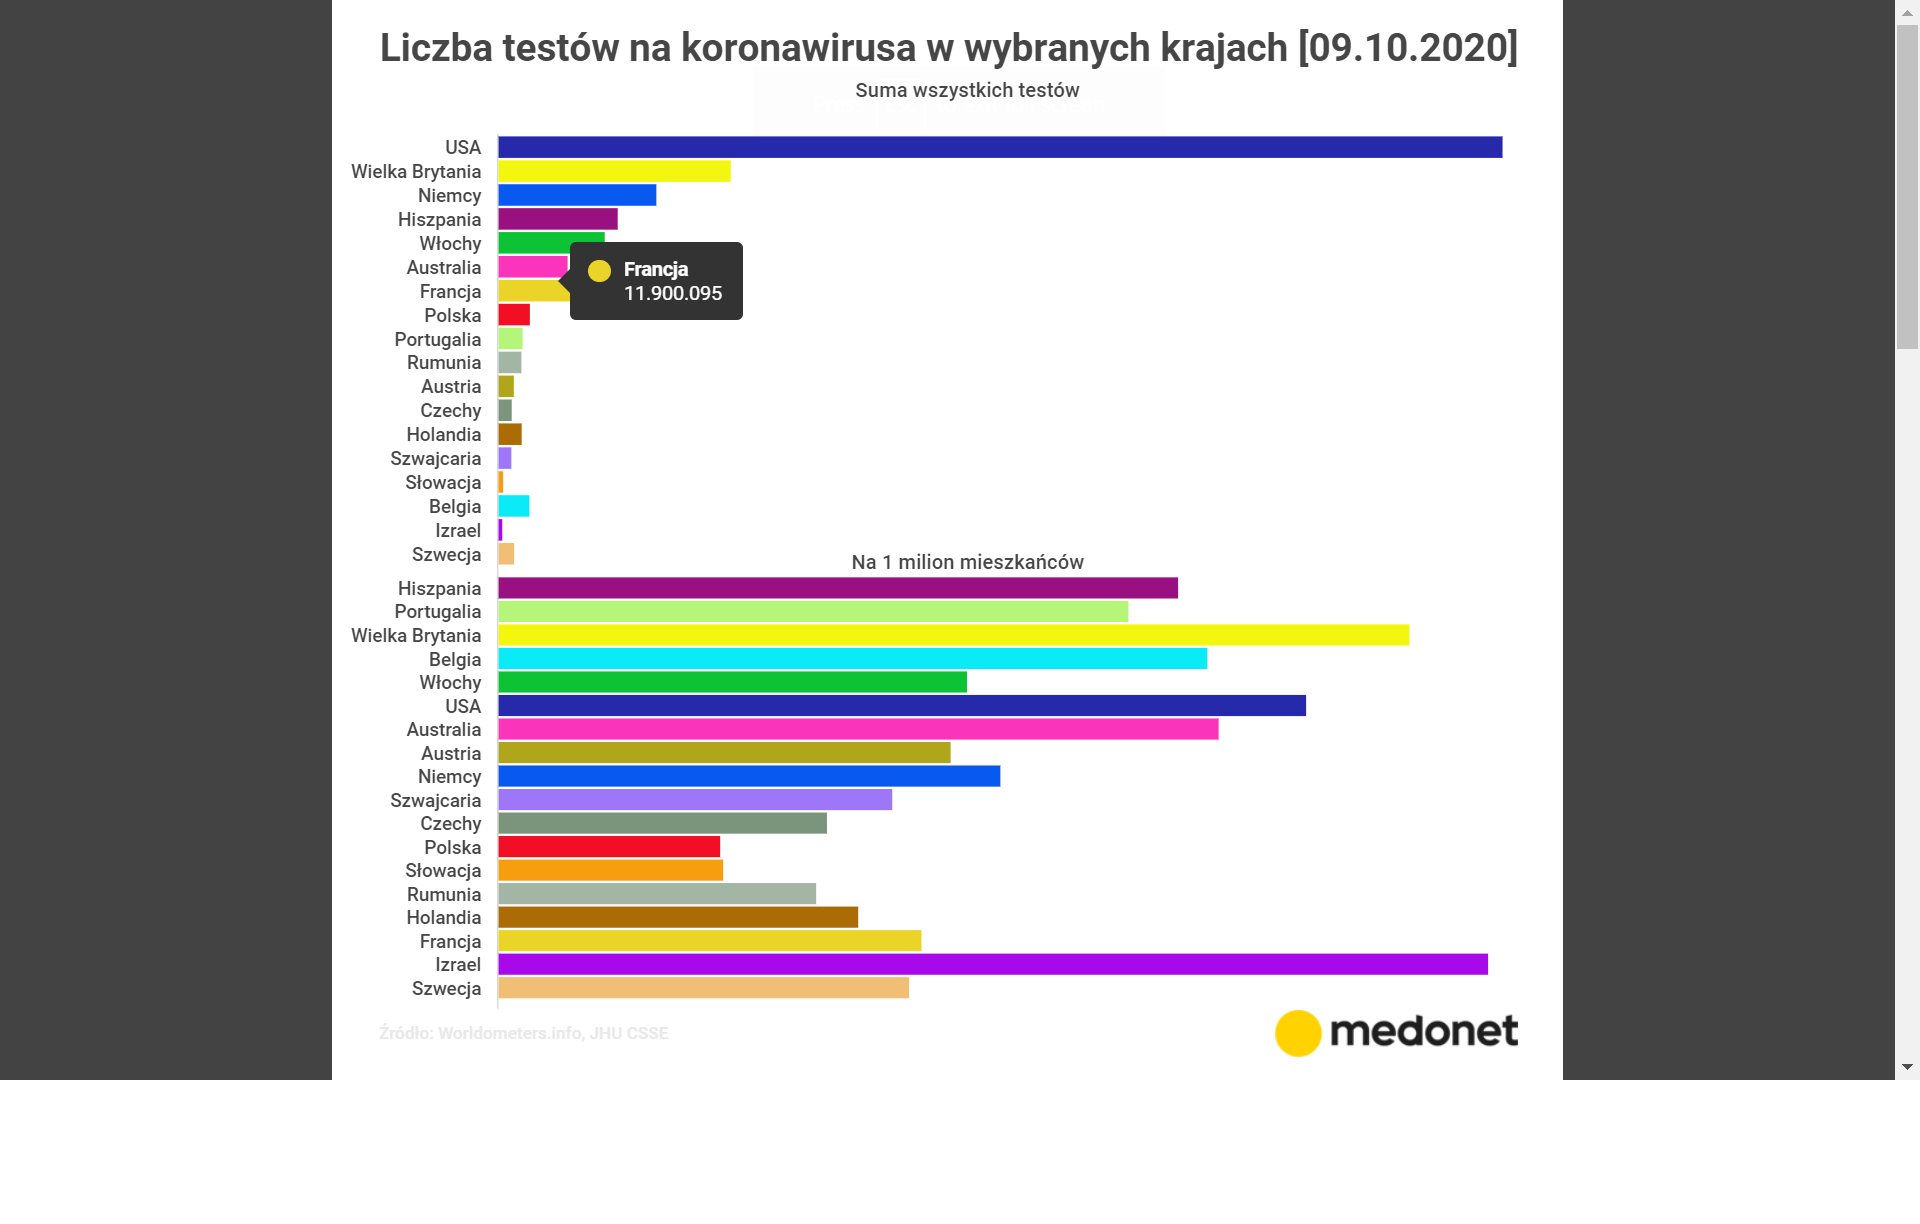 Liczba testów na koronawirusa w wybranych krajach [09.10.2020]
Suma wszystkich testów
USA
Wielka Brytania
Niemcy
Hiszpania
Włochy
Australia
Francja
Francja
11.900.095
Polska
Portugalia
Rumunia
Austria
Czechy
Holandia
Szwajcaria
Słowacja
Belgia
Izrael
Szwecja
Na 1 milion mieszkańców
Hiszpania
Portugalia
Wielka Brytania
Belgia
Włochy
USA
Australia
Austria
Niemcy
Szwajcaria
Czechy
Polska
Słowacja
Rumunia
Holandia
Francja
Izrael
Szwecja
Źródło: Worldometers.info, JHU CSSE
medonet